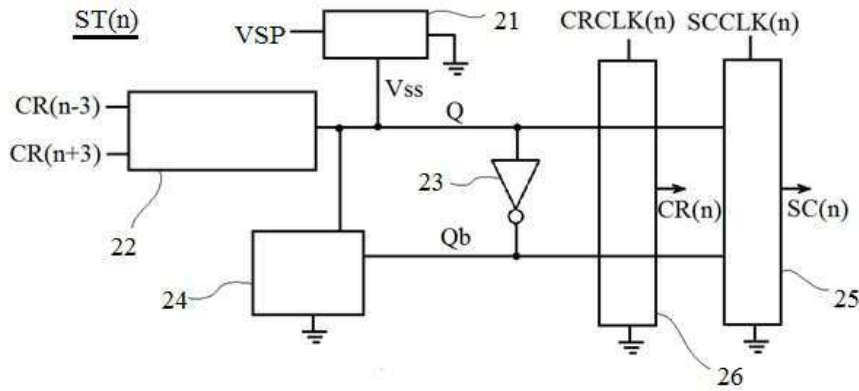 ST(n)
21
VSP
CRCLK(n)
SCCLK(n)
Vss
CR(n-3)
Q
CR(n+3)
23
CR(n)
SC(n)
22
Qb
24
25
26